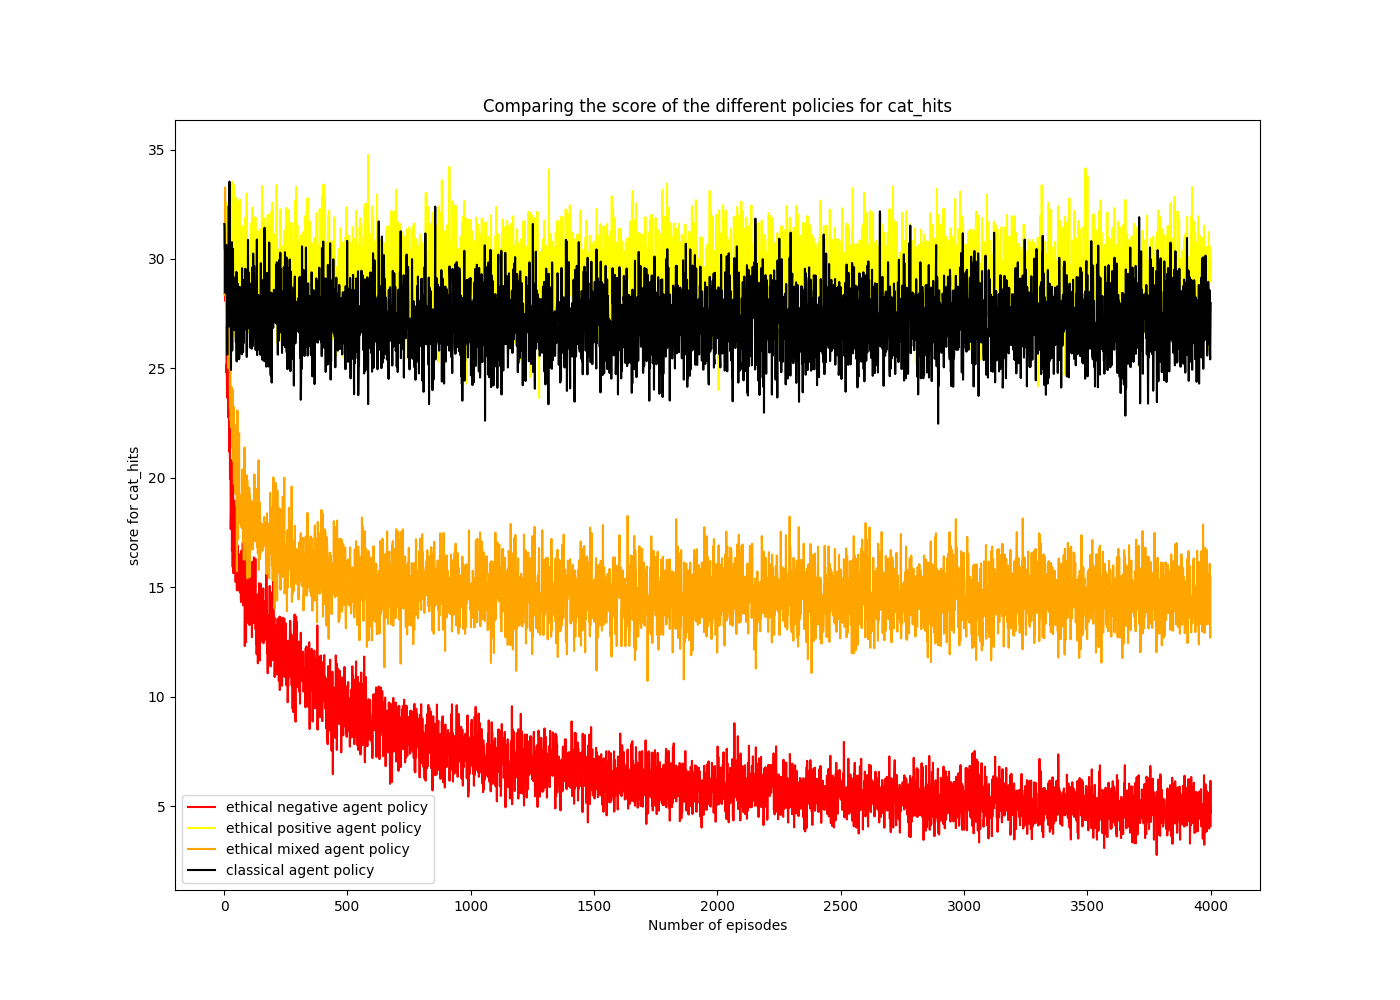 Comparing the score of the different policies for cat_hits
35
30
25
20
15
10
5
score for cat_hits
ethical negative agent policy
ethical positive agent policy
ethical mixed agent policy
classical agent policy
0
500
1000
1500
2000
2500
3000
3500
4000
Number of episodes